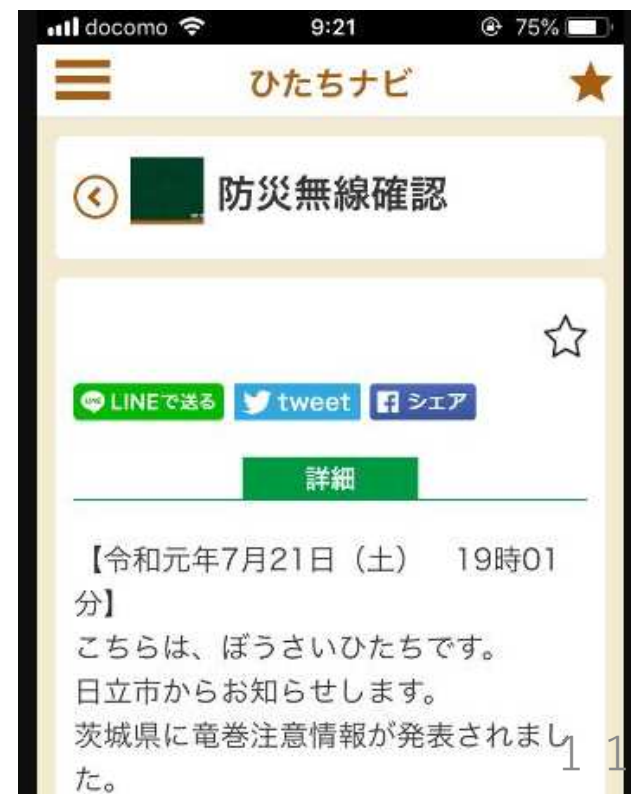 docomo 9:21 75%
ひたちナビ
防災無線確認
LINEで送る tweet シェア
詳細
【令和元年7月21日（土） 19時01
分】
こちらは、ぼうさいひたちです。
日立市からお知らせします。
茨城県に竜巻注意情報が発表されまし
た。
11